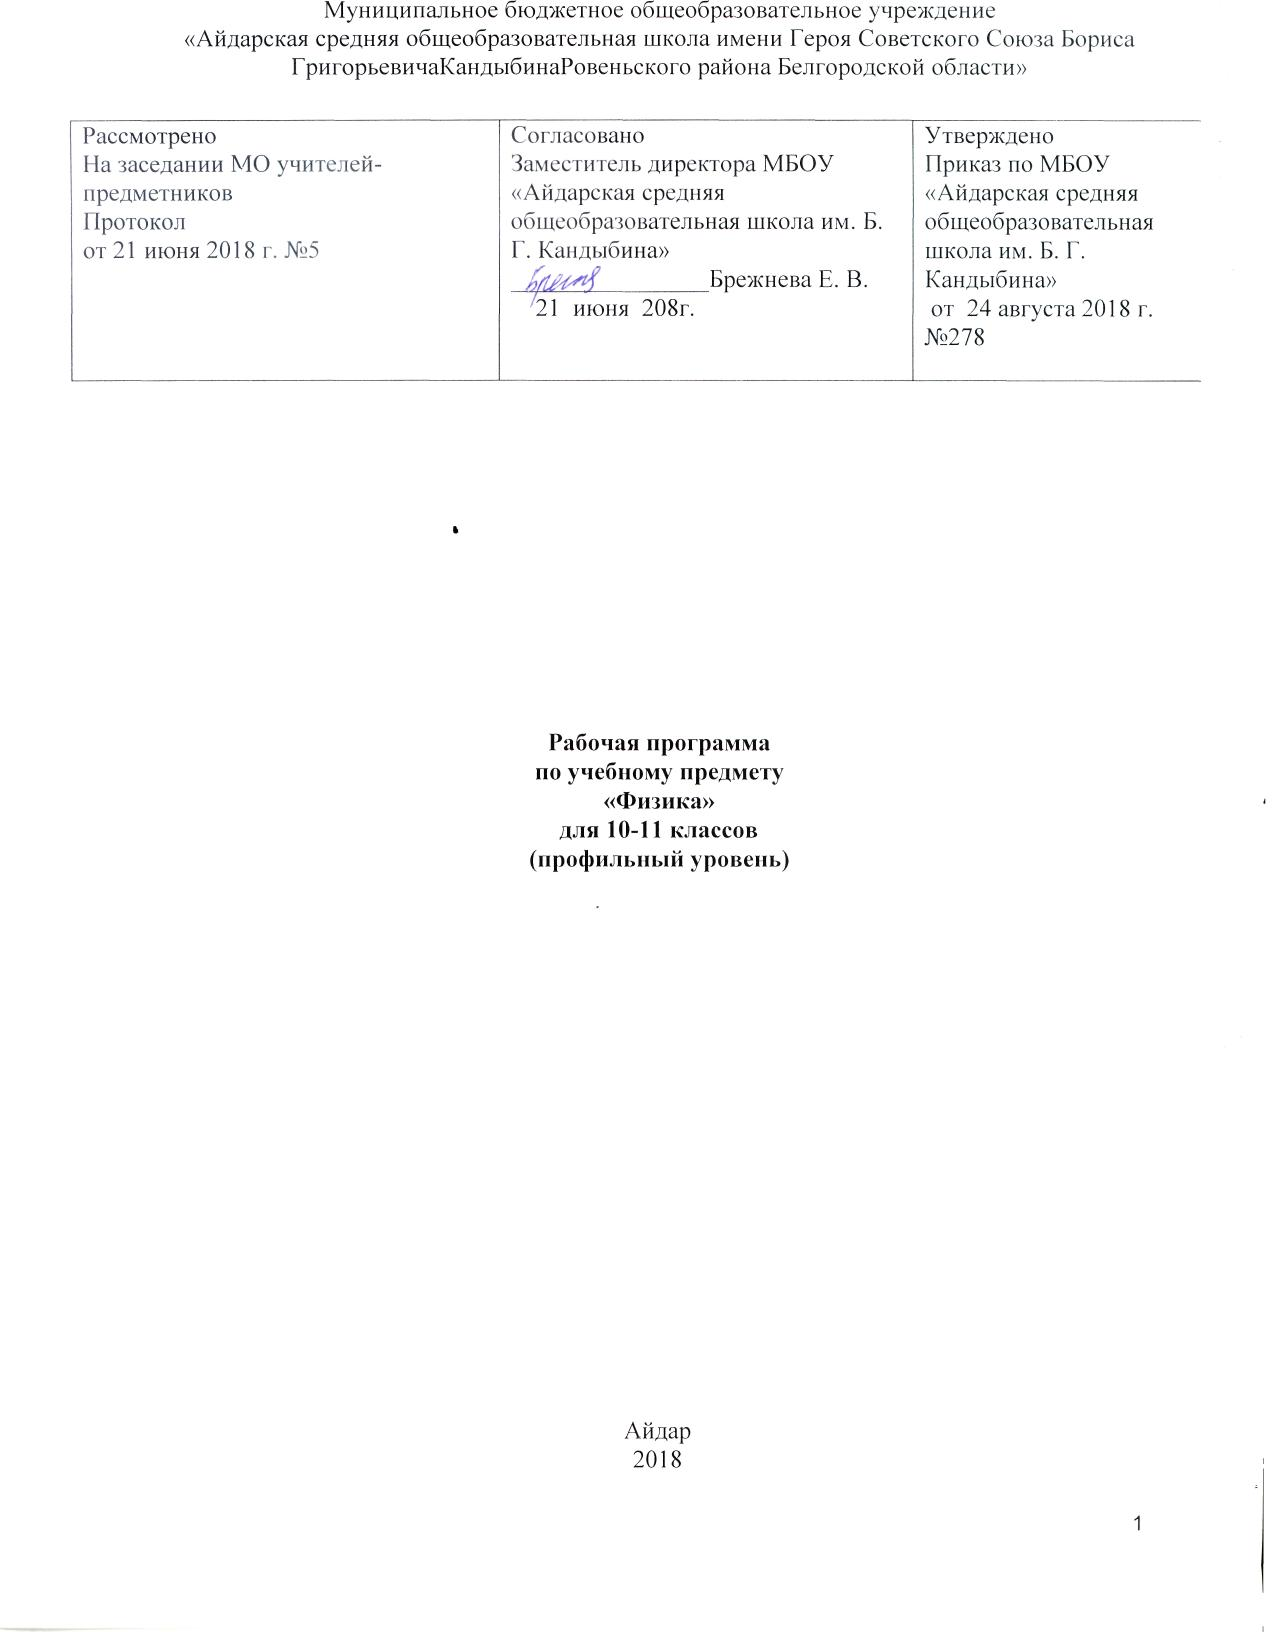 Муниципальное бюджетное общеобразовательное учреждение
«Айдарская средняя общеобразовательная школа имени Героя Советского Союза Бориса
ГригорьевичаКандыбинаРовеньского района Белгородской области»
Рассмотрено
На заседании МО учителей-
предметников
Протокол
от 21 июня 2018 г. №5
Согласовано
Заместитель директора МБОУ
«Айдарская средняя
общеобразовательная школа им. Б.
Г. Кандыбина»
________________Брежнева Е. В.
21 июня 208г.
Утверждено
Приказ по МБОУ
«Айдарская средняя
общеобразовательная
школа им. Б. Г.
Кандыбина»
от 24 августа 2018 г.
№278
Рабочая программа
по учебному предмету
«Физика»
для 10-11 классов
(профильный уровень)
Айдар
2018
1